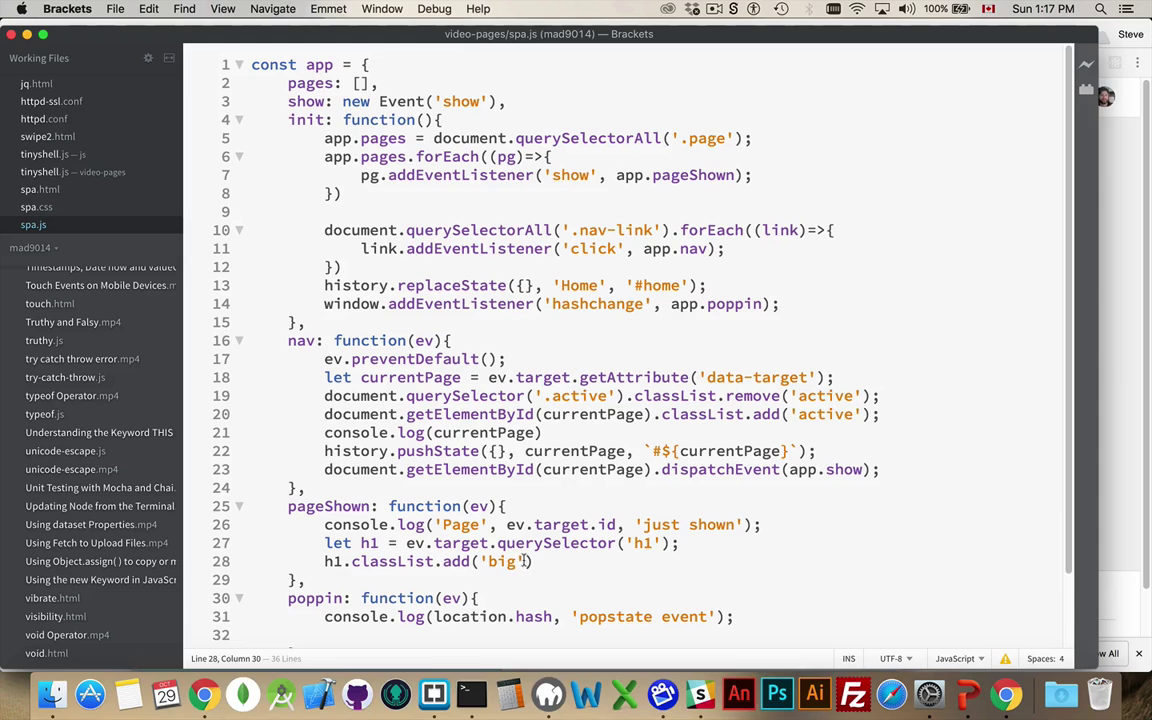 Brackets File Edit Find View Navigate Emmet Window Debug Help 100% Sun 1:17 PM
video-pages/spa.js (mad9014) — Brackets
Steve
Working Files
jq.html
httpd-ssl.conf
httpd.conf
swipe2.html
tinyshell.js — js
tinyshell.js — video-pages
spa.html
spa.css
spa.js
mad9014
Timestamps, Date now and valueO
Touch Events on Mobile Devices.m
touch.html
Truthy and Falsy.mp4
truthy.js
try catch throw error.mp4
try-catch-throw.js
typeof Operator.mp4
typeof.js
Understanding the Keyword THIS
unicode-escape.js
unicode-escape.mp4
Unit Testing with Mocha and Chai.
Updating Node from the Terminal
Using dataset Properties.mp4
Using Fetch to Upload Files.mp4
Using Object.assign() to copy or m
Using the new Keyword in JavaScr
vibrate.html
visibility.html
void Operator.mp4
void.html
1 const app = {
2 pages: [],
3 show: new Event('show'),
4 init: function(){
5 app.pages = document.querySelectorAll('.page');
6 app.pages.forEach((pg)=>{
7 pg.addEventListener('show', app.pageShown);
8 })
9
10 document.querySelectorAll('.nav-link').forEach((link)=>{
11 link.addEventListener('click', app.nav);
12 })
13 history.replaceState({}, 'Home', '#home');
14 window.addEventListener('hashchange', app.poppin);
15 },
16 nav: function(ev){
17 ev.preventDefault();
18 let currentPage = ev.target.getAttribute('data-target');
19 document.querySelector('.active').classList.remove('active');
20 document.getElementById(currentPage).classList.add('active');
21 console.log(currentPage)
22 history.pushState({}, currentPage, `#${currentPage}`);
23 document.getElementById(currentPage).dispatchEvent(app.show);
24 },
25 pageShown: function(ev){
26 console.log('Page', ev.target.id, 'just shown');
27 let h1 = ev.target.querySelector('h1');
28 h1.classList.add('big')
29 },
30 poppin: function(ev){
31 console.log(location.hash, 'popstate event');
32
Line 28, Column 30 — 36 Lines INS UTF-8 JavaScript Spaces: 4
ow All